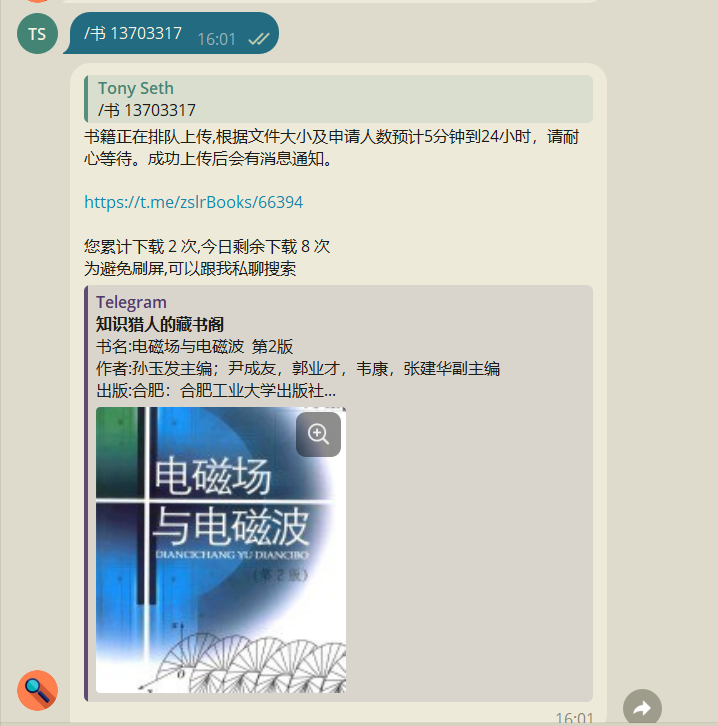 TS
/书 13703317
16:01
Tony Seth
/书 13703317
书籍正在排队上传,根据文件大小及申请人数预计5分钟到24小时，请耐
心等待。成功上传后会有消息通知。
https://t.me/zslrBooks/66394
您累计下载 2 次,今日剩余下载 8 次
为避免刷屏,可以跟我私聊搜索
Telegram
知识猎人的藏书阁
书名:电磁场与电磁波 第2版
作者:孙玉发主编；尹成友，郭业才，韦康，张建华副主编
出版:合肥：合肥工业大学出版社...
电磁场
与电磁波
DIANCICHANG YU DIANCIBO
(第2版)
0
16:01